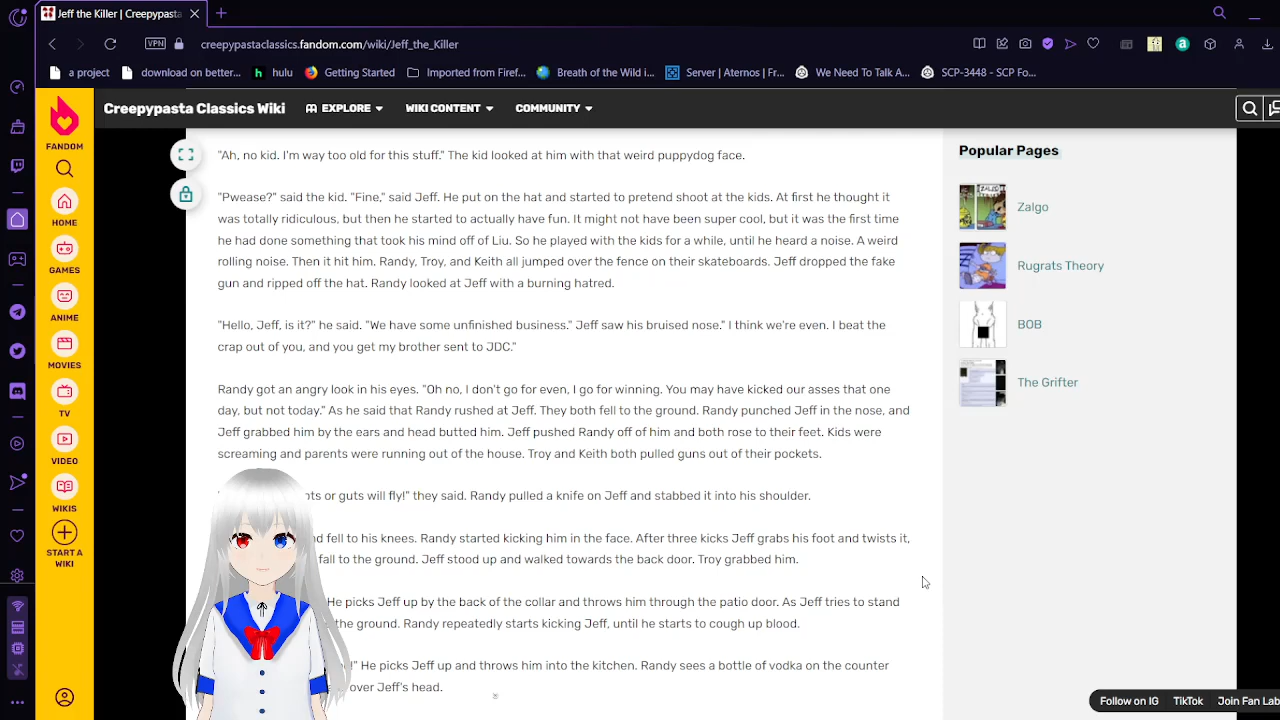 Jeff the Killer | Creepypasta
VPN
creepypastaclassics.fandom.com/wiki/Jeff_the_Killer
a project
download on better...
hulu
Getting Started
Imported from Firef...
Breath of the Wild i...
Server | Aternos | Fr...
We Need To Talk A...
SCP-3448 - SCP Fo...
FANDOM
HOME
GAMES
ANIME
MOVIES
TV
VIDEO
WIKIS
START A
WIKI
Creepypasta Classics Wiki
EXPLORE
WIKI CONTENT
COMMUNITY
"Ah, no kid. I'm way too old for this stuff." The kid looked at him with that weird puppydog face.
"Pwease?" said the kid. "Fine," said Jeff. He put on the hat and started to pretend shoot at the kids. At first he thought it
was totally ridiculous, but then he started to actually have fun. It might not have been super cool, but it was the first time
he had done something that took his mind off of Liu. So he played with the kids for a while, until he heard a noise. A weird
rolling noise. Then it hit him. Randy, Troy, and Keith all jumped over the fence on their skateboards. Jeff dropped the fake
gun and ripped off the hat. Randy looked at Jeff with a burning hatred.
"Hello, Jeff, is it?" he said. "We have some unfinished business." Jeff saw his bruised nose." I think we're even. I beat the
crap out of you, and you get my brother sent to JDC."
Randy got an angry look in his eyes. "Oh no, I don't go for even, I go for winning. You may have kicked our asses that one
day, but not today." As he said that Randy rushed at Jeff. They both fell to the ground. Randy punched Jeff in the nose, and
Jeff grabbed him by the ears and head butted him. Jeff pushed Randy off of him and both rose to their feet. Kids were
screaming and parents were running out of the house. Troy and Keith both pulled guns out of their pockets.
or guts will fly!" they said. Randy pulled a knife on Jeff and stabbed it into his shoulder.
fell to his knees. Randy started kicking him in the face. After three kicks Jeff grabs his foot and twists it,
fall to the ground. Jeff stood up and walked towards the back door. Troy grabbed him.
He picks Jeff up by the back of the collar and throws him through the patio door. As Jeff tries to stand
the ground. Randy repeatedly starts kicking Jeff, until he starts to cough up blood.
He picks Jeff up and throws him into the kitchen. Randy sees a bottle of vodka on the counter
over Jeff's head.
Popular Pages
Zalgo
Rugrats Theory
BOB
The Grifter
Follow on IG
TikTok
Join Fan Lab